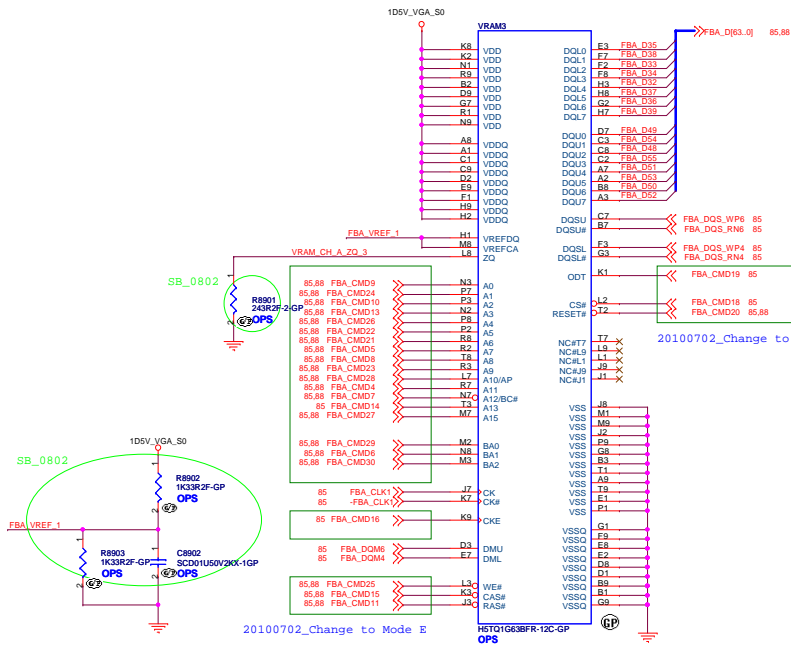 1D5V_VGA_S0
VRAM3
K8 VDD DQL0 E3 FBA_D35
K2 VDD DQL1 F7 FBA_D38
N1 VDD DQL2 F2 FBA_D33
R9 VDD DQL3 F8 FBA_D34
B2 VDD DQL4 H3 FBA_D32
D9 VDD DQL5 H8 FBA_D37
G7 VDD DQL6 G2 FBA_D36
R1 VDD DQL7 H7 FBA_D39
N9 VDD
FBA_D[63..0] 85,88
DQU0 D7 FBA_D49
A8 VDDQ DQU1 C3 FBA_D54
A1 VDDQ DQU2 C8 FBA_D48
C1 VDDQ DQU3 C2 FBA_D55
C9 VDDQ DQU4 A7 FBA_D51
D2 VDDQ DQU5 A2 FBA_D53
E9 VDDQ DQU6 B8 FBA_D50
F1 VDDQ DQU7 A3 FBA_D52
H9 VDDQ
H2 VDDQ
DQSU C7 FBA_DQS_WP6 85
DQSU# B7 FBA_DQS_RN6 85
FBA_VREF_1 H1 VREFDQ
M8 VREFCA
DQSL F3 FBA_DQS_WP4 85
DQSL# G3 FBA_DQS_RN4 85
VRAM_CH_A_ZQ_3 L8 ZQ
ODT K1 FBA_CMD19 85
CS# L2 FBA_CMD18 85
RESET# T2 FBA_CMD20 85,88
20100702_Change to
SB_0802
1
R8901
243R2F-2-GP
OPS
2
85,88 FBA_CMD9 N3 A0
85,88 FBA_CMD24 P7 A1
85,88 FBA_CMD10 P3 A2
85,88 FBA_CMD13 N2 A3
85,88 FBA_CMD26 P8 A4
85,88 FBA_CMD22 P2 A5
85,88 FBA_CMD21 R8 A6
85,88 FBA_CMD5 R2 A7
85,88 FBA_CMD8 T8 A8
85,88 FBA_CMD23 R3 A9
85,88 FBA_CMD28 L7 A10/AP
85,88 FBA_CMD4 R7 A11
85,88 FBA_CMD7 N7 A12/BC#
85 FBA_CMD14 T3 A13
85,88 FBA_CMD27 M7 A15
NC#T7 T7
NC#L9 L9
NC#L1 L1
NC#J9 J9
NC#J1 J1
85,88 FBA_CMD29 M2 BA0
85,88 FBA_CMD6 N8 BA1
85,88 FBA_CMD30 M3 BA2
VSS J8
VSS M1
VSS M9
VSS J2
VSS P9
VSS G8
VSS B3
VSS T1
VSS A9
VSS T9
VSS E1
VSS P1
85 FBA_CLK1 J7 CK
85 -FBA_CLK1 K7 CK#
85 FBA_CMD16 K9 CKE
85 FBA_DQM6 D3 DMU
85 FBA_DQM4 E7 DML
VSSQ G1
VSSQ F9
VSSQ E8
VSSQ E2
VSSQ D8
VSSQ D1
VSSQ B9
VSSQ B1
VSSQ G9
85,88 FBA_CMD25 L3 WE#
85,88 FBA_CMD15 K3 CAS#
85,88 FBA_CMD11 J3 RAS#
20100702_Change to Mode E
H5TQ1G63BFR-12C-GP
OPS
GP
1D5V_VGA_S0
SB_0802
1
R8902
1K33R2F-GP
OPS
2
FBA_VREF_1
1
R8903
1K33R2F-GP
OPS
2
1
C8902
SCD01U50V2KX-1GP
OPS
2